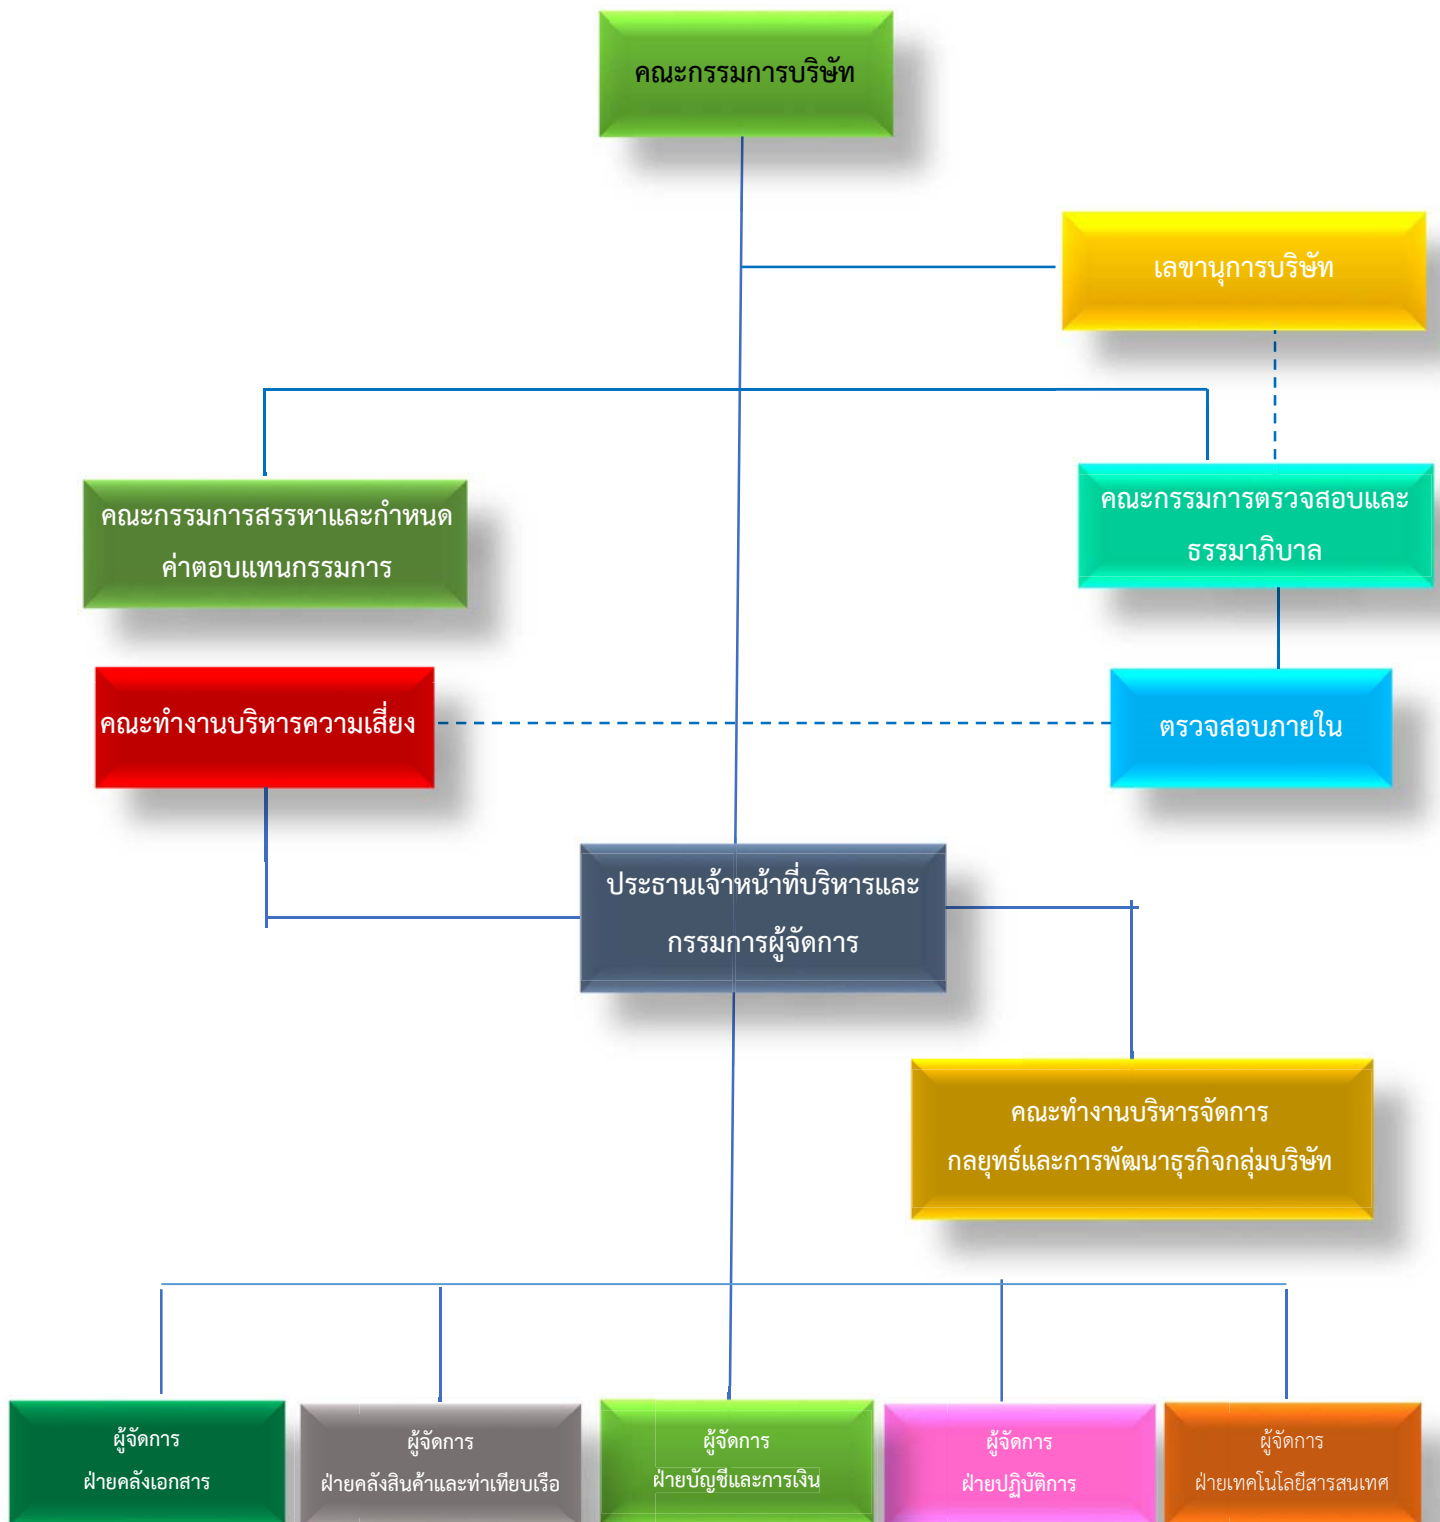 คณะกรรมการบริษัท
เลขานุการบริษัท
คณะกรรมการสรรหาและกำหนด
ค่าตอบแทนกรรมการ
คณะกรรมการตรวจสอบและ
ธรรมาภิบาล
คณะทำงานบริหารความเสี่ยง
ตรวจสอบภายใน
ประธานเจ้าหน้าที่บริหารและ
กรรมการผู้จัดการ
คณะทำงานบริหารจัดการ
กลยุทธ์และการพัฒนาธุรกิจกลุ่มบริษัท
ผู้จัดการ
ฝ่ายคลังเอกสาร
ผู้จัดการ
ฝ่ายคลังสินค้าและท่าเทียบเรือ
ผู้จัดการ
ฝ่ายบัญชีและการเงิน
ผู้จัดการ
ฝ่ายปฏิบัติการ
ผู้จัดการ
ฝ่ายเทคโนโลยีสารสนเทศ